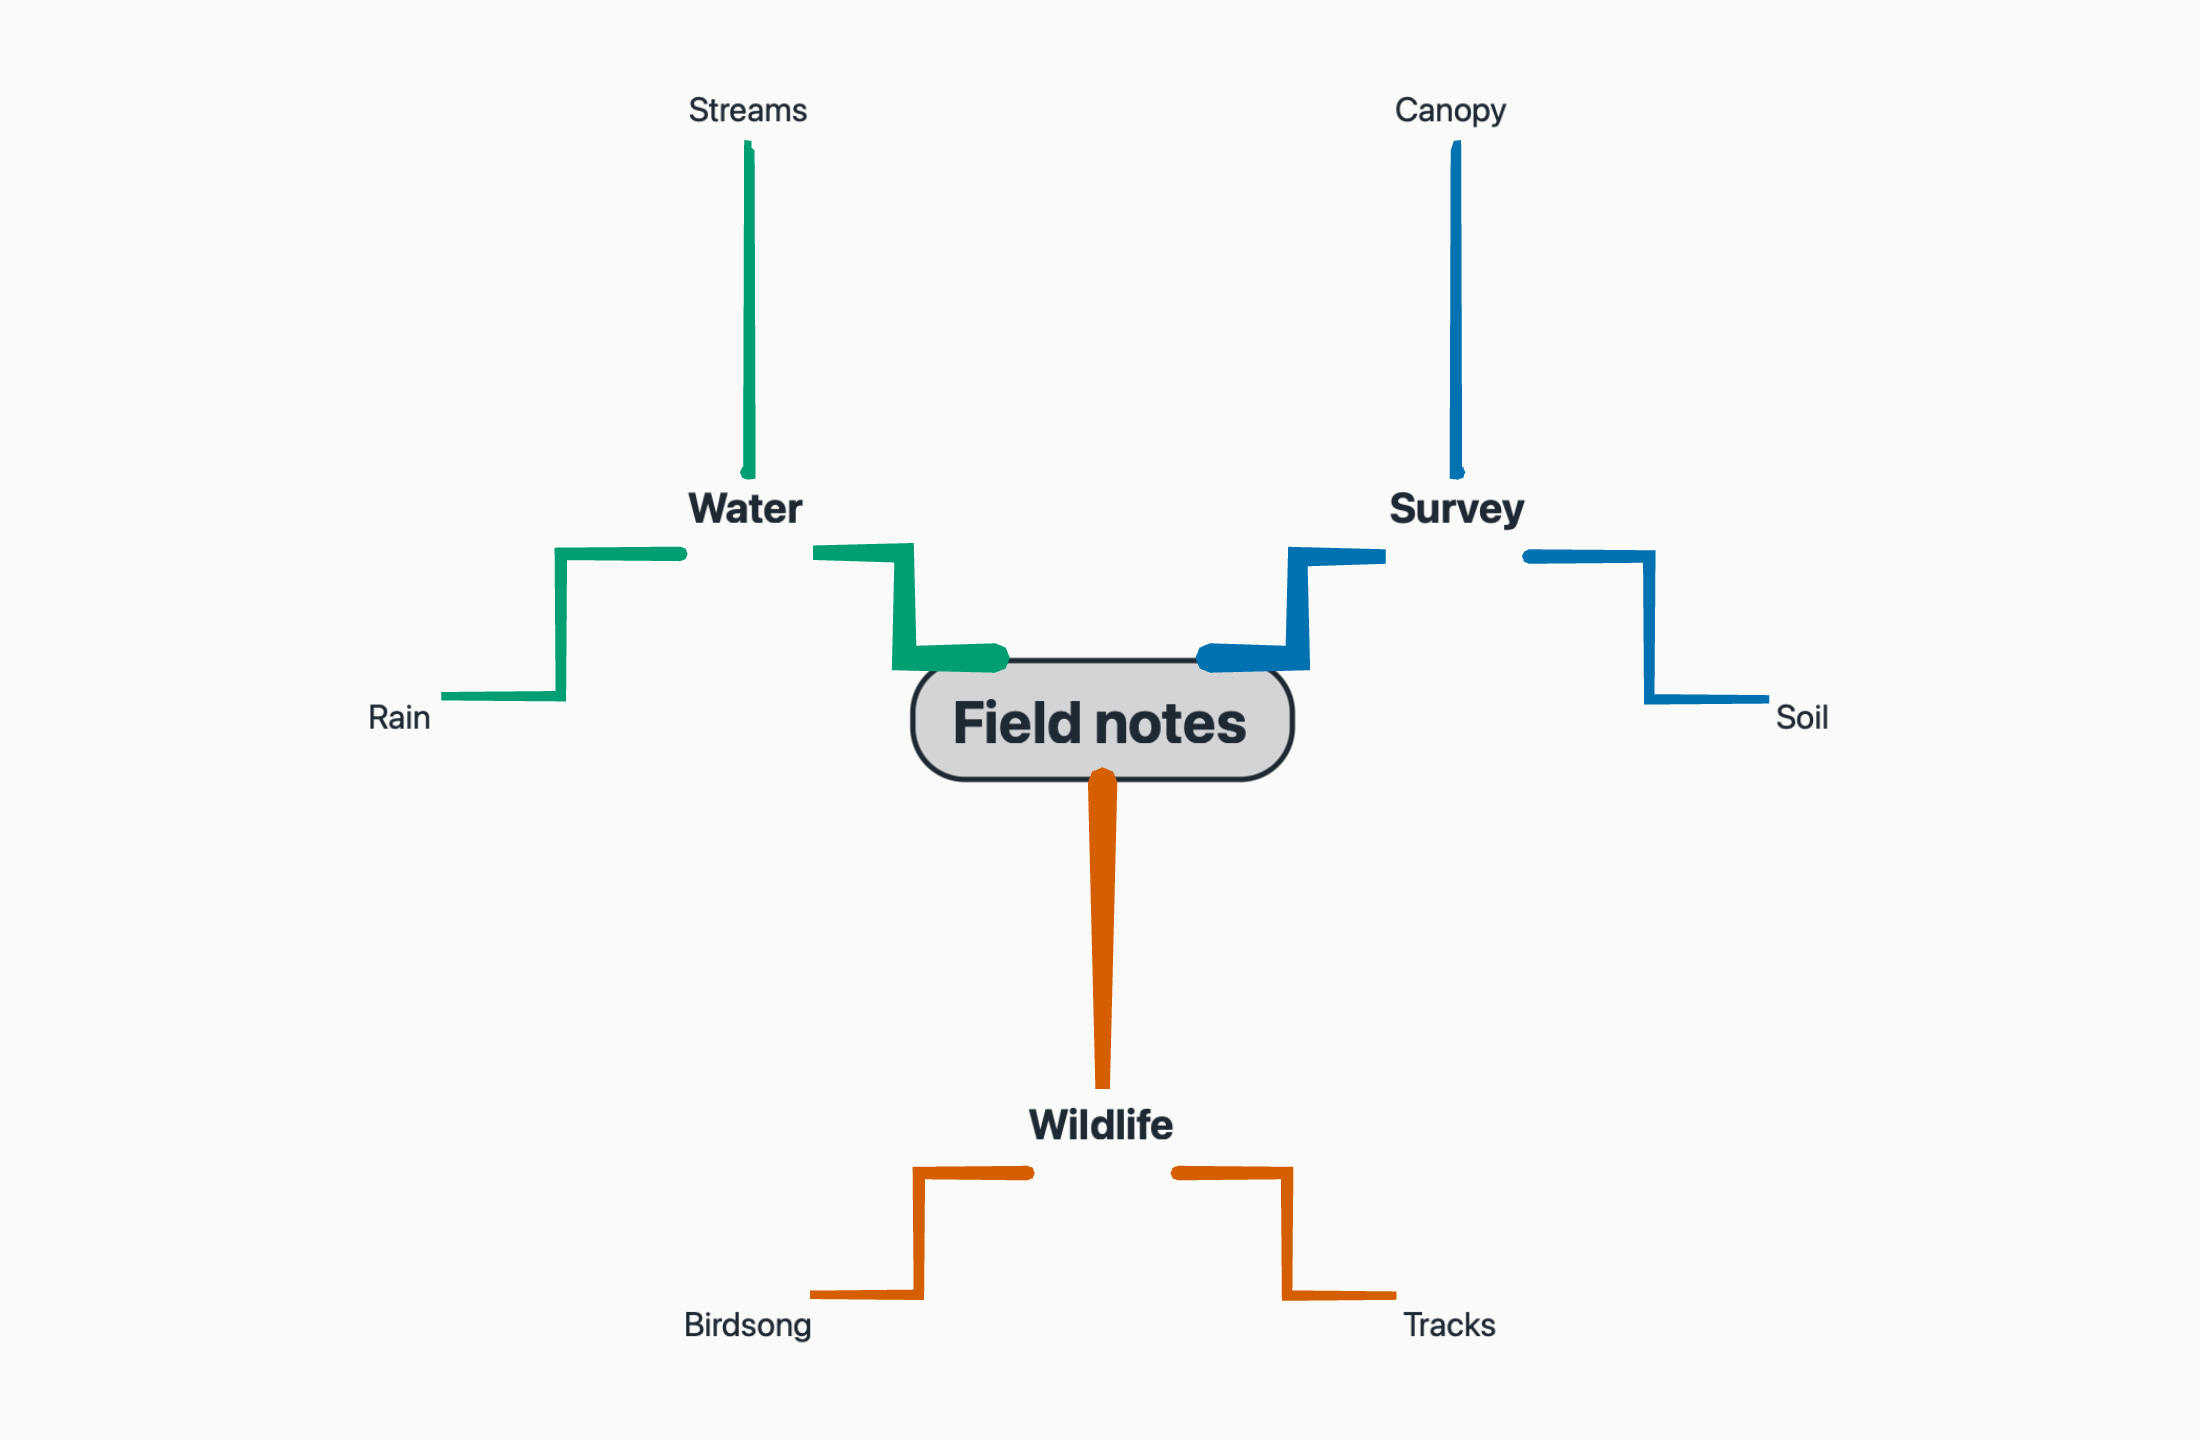 Streams
Canopy
Water
Survey
Rain
Field notes
Soil
Wildlife
Birdsong
Tracks